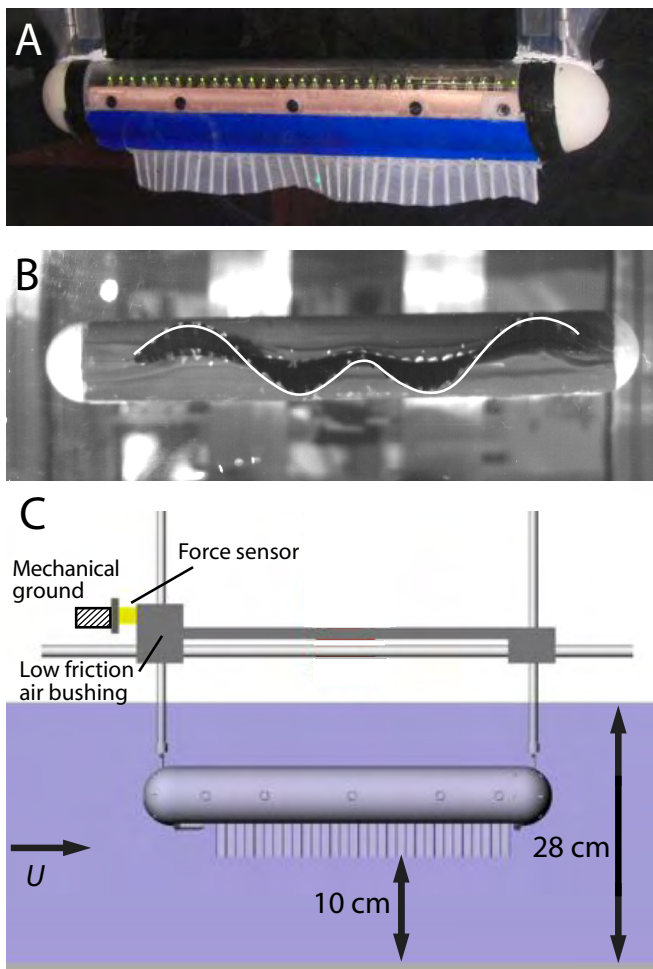 A
B
C
Force sensor
Mechanical
ground
Low friction
air bushing
U
10 cm
28 cm